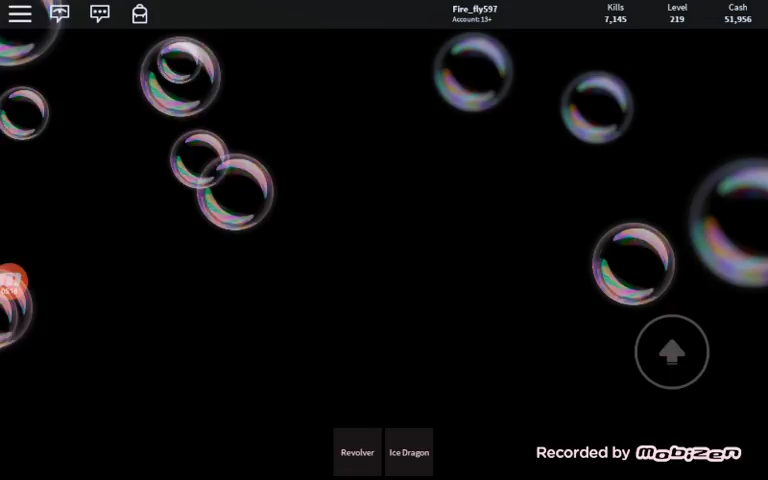 Fire_fly597
Account: 13+
Kills
7,145
Level
219
Cash
51,956
Revolver
Ice Dragon
Recorded by Mobizen